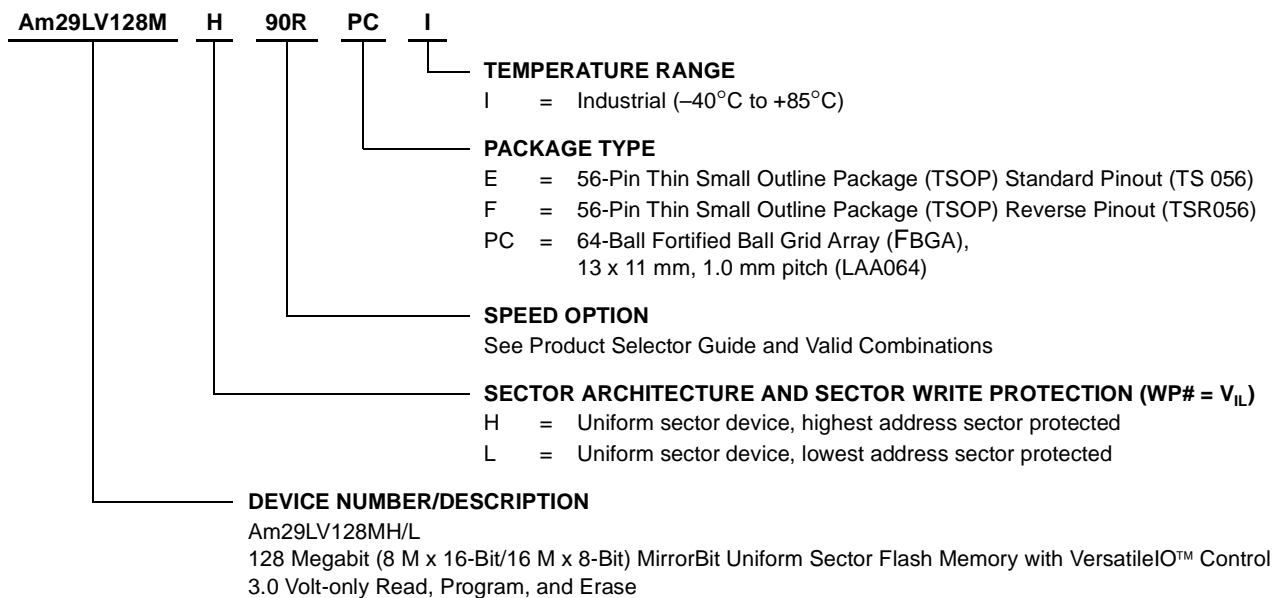 Am29LV128M H 90R PC I
TEMPERATURE RANGE
I = Industrial (–40°C to +85°C)
PACKAGE TYPE
E = 56-Pin Thin Small Outline Package (TSOP) Standard Pinout (TS 056)
F = 56-Pin Thin Small Outline Package (TSOP) Reverse Pinout (TSR056)
PC = 64-Ball Fortified Ball Grid Array (FBGA),
13 x 11 mm, 1.0 mm pitch (LAA064)
SPEED OPTION
See Product Selector Guide and Valid Combinations
SECTOR ARCHITECTURE AND SECTOR WRITE PROTECTION (WP# = VIL)
H = Uniform sector device, highest address sector protected
L = Uniform sector device, lowest address sector protected
DEVICE NUMBER/DESCRIPTION
Am29LV128MH/L
128 Megabit (8 M x 16-Bit/16 M x 8-Bit) MirrorBit Uniform Sector Flash Memory with VersatileIO™ Control
3.0 Volt-only Read, Program, and Erase